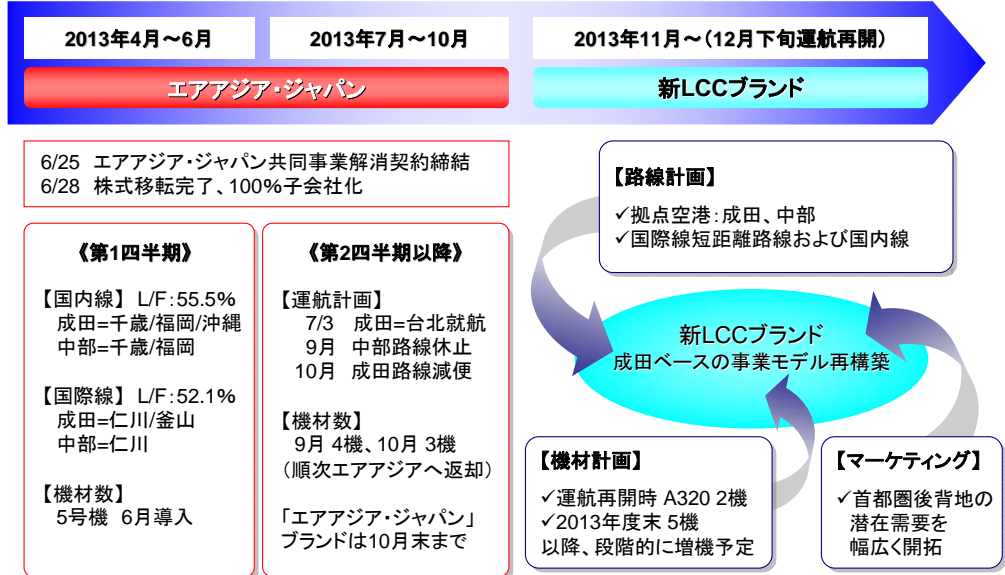 2013年4月～6月
2013年7月～10月
2013年11月～（12月下旬運航再開）
エアアジア・ジャパン
新LCCブランド
6/25 エアアジア・ジャパン共同事業解消契約締結
6/28 株式移転完了、100%子会社化
《第1四半期》
【国内線】 L/F：55.5%
成田=千歳/福岡/沖縄
中部=千歳/福岡
【国際線】 L/F：52.1%
成田=仁川/釜山
中部=仁川
【機材数】
5号機 6月導入
《第2四半期以降》
【運航計画】
7/3 成田=台北就航
9月 中部路線休止
10月 成田路線減便
【機材数】
9月 4機、10月 3機
（順次エアアジアへ返却）
「エアアジア・ジャパン」
ブランドは10月末まで
【路線計画】
✓拠点空港：成田、中部
✓国際線短距離路線および国内線
新LCCブランド
成田ベースの事業モデル再構築
【機材計画】
✓運航再開時 A320 2機
✓2013年度末 5機
以降、段階的に増機予定
【マーケティング】
✓首都圏後背地の
潜在需要を
幅広く開拓